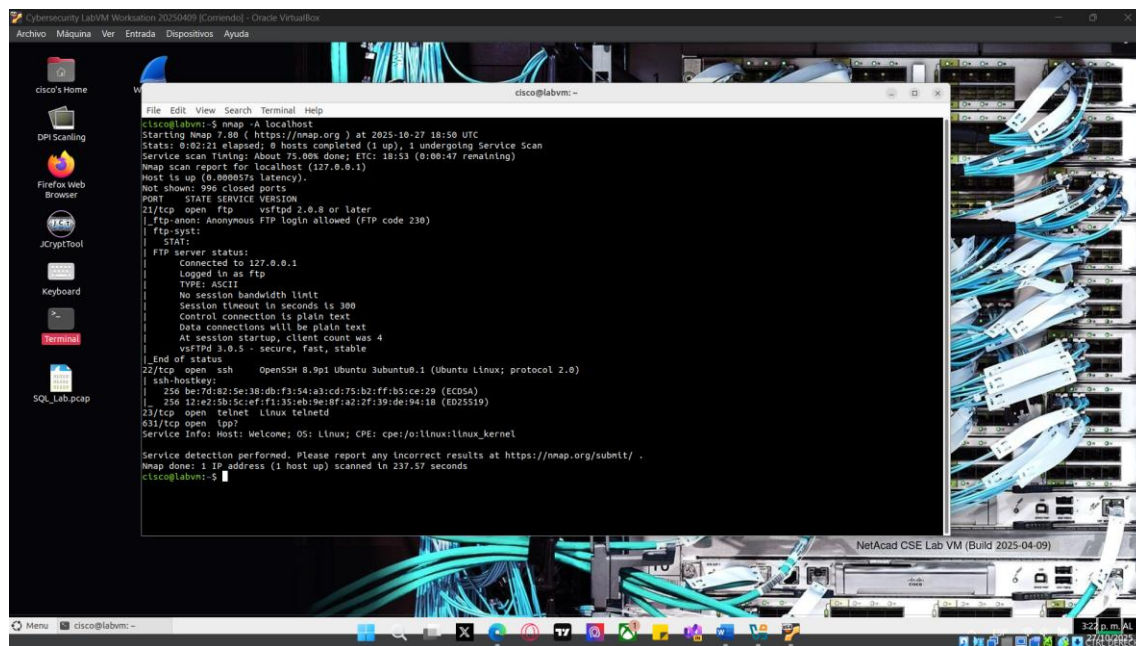 Cybersecurity LabVM Worksation 20250409 [Corriendo] - Oracle VirtualBox
Archivo Máquina Ver Entrada Dispositivos Ayuda
cisco's Home
W
DPI Scanling
Firefox Web
Browser
JCryptTool
Keyboard
Terminal
SQL_Lab.pcap
cisco@labvm: ~
File Edit View Search Terminal Help
cisco@labvm:~$ nmap -A localhost
Starting Nmap 7.80 ( https://nmap.org ) at 2025-10-27 18:50 UTC
Stats: 0:02:21 elapsed; 0 hosts completed (1 up), 1 undergoing Service Scan
Service scan Timing: About 75.00% done; ETC: 18:53 (0:00:47 remaining)
Nmap scan report for localhost (127.0.0.1)
Host is up (0.000057s latency).
Not shown: 996 closed ports
PORT STATE SERVICE VERSION
21/tcp open ftp vsftpd 2.0.8 or later
|_ftp-anon: Anonymous FTP login allowed (FTP code 230)
| ftp-syst:
| STAT:
| FTP server status:
| Connected to 127.0.0.1
| Logged in as ftp
| TYPE: ASCII
| No session bandwidth limit
| Session timeout in seconds is 300
| Control connection is plain text
| Data connections will be plain text
| At session startup, client count was 4
| vsFTPd 3.0.5 - secure, fast, stable
|_End of status
22/tcp open ssh OpenSSH 8.9p1 Ubuntu 3ubuntu0.1 (Ubuntu Linux; protocol 2.0)
| ssh-hostkey:
| 256 be:7d:82:5e:38:db:f3:54:a3:cd:75:b2:ff:b5:ce:29 (ECDSA)
|_ 256 12:e2:5b:5c:ef:f1:35:eb:9e:8f:a2:2f:39:de:94:18 (ED25519)
23/tcp open telnet Linux telnetd
631/tcp open ipp?
Service Info: Host: Welcome; OS: Linux; CPE: cpe:/o:linux:linux_kernel
Service detection performed. Please report any incorrect results at https://nmap.org/submit/ .
Nmap done: 1 IP address (1 host up) scanned in 237.57 seconds
cisco@labvm:~$
NetAcad CSE Lab VM (Build 2025-04-09)
Menu cisco@labvm: ~
3:22 p. m.
27/10/2025